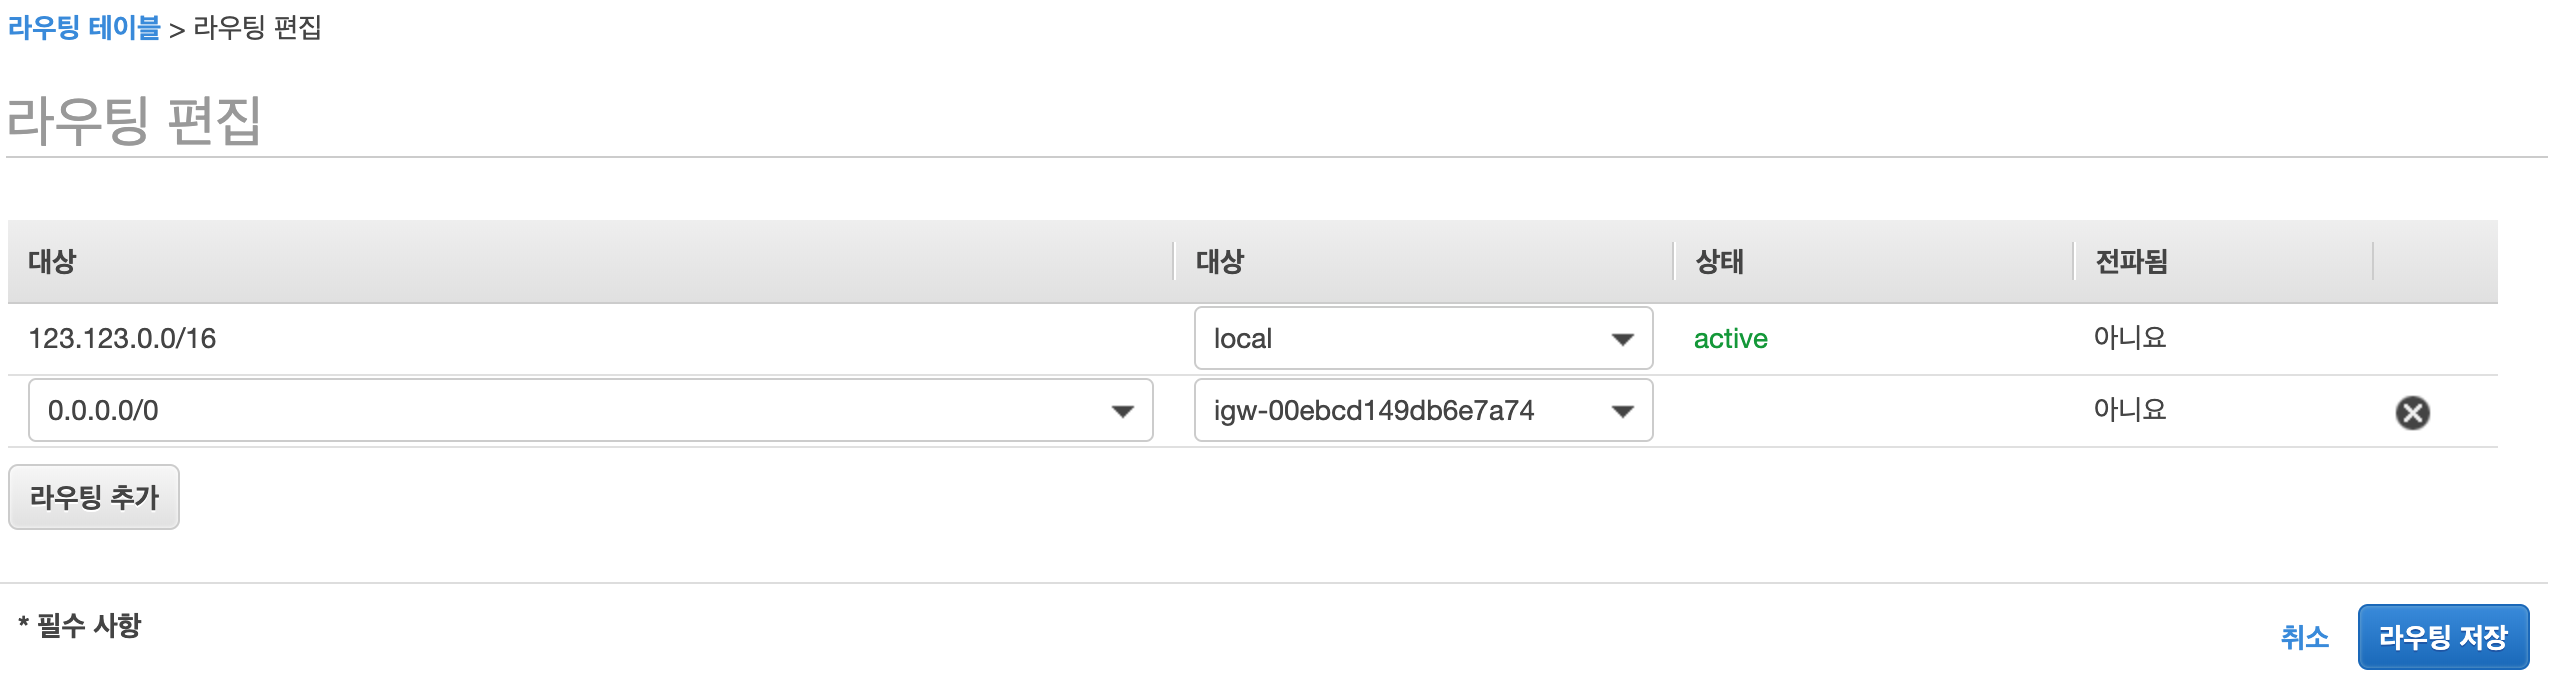 라우팅 테이블 > 라우팅 편집
라우팅 편집
대상 대상 상태 전파됨
123.123.0.0/16 local active 아니요
0.0.0.0/0 igw-00ebcd149db6e7a74 아니요
라우팅 추가
* 필수 사항
취소 라우팅 저장